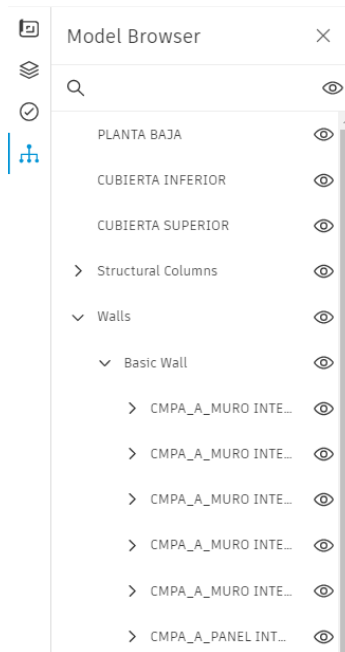 Model Browser
PLANTA BAJA
CUBIERTA INFERIOR
CUBIERTA SUPERIOR
Structural Columns
Walls
Basic Wall
CMPA_A_MURO INTE...
CMPA_A_MURO INTE...
CMPA_A_MURO INTE...
CMPA_A_MURO INTE...
CMPA_A_MURO INTE...
CMPA_A_PANEL INT...